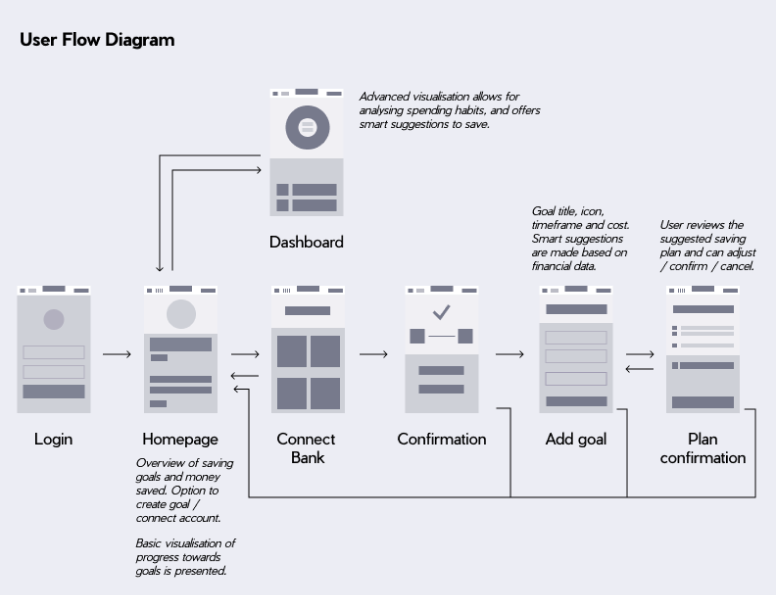 User Flow Diagram
Advanced visualisation allows for
analysing spending habits, and offers
smart suggestions to save.
Dashboard
Goal title, icon,
timeframe and cost.
Smart suggestions
are made based on
financial data.
User reviews the
suggested saving
plan and can adjust
/ confirm / cancel.
Login
Homepage
Connect
Bank
Confirmation
Add goal
Plan
confirmation
Overview of saving
goals and money
saved. Option to
create goal /
connect account.
Basic visualisation of
progress towards
goals is presented.